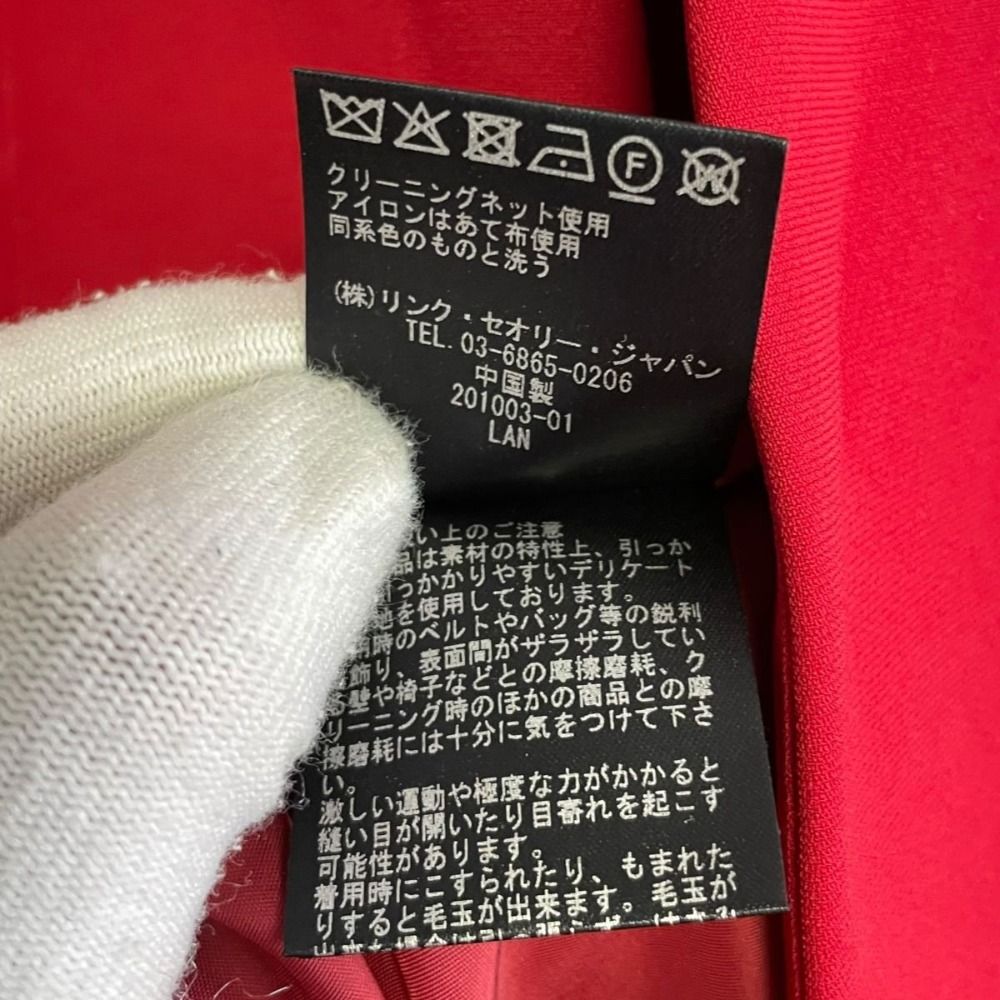 F
W
クリーニングネット使用
アイロンはあて布使用
同系色のものと洗う
(株)リンク・セオリー・ジャパン
TEL.03-6865-0206
中国製
201003-01
LAN
い上のご注意
品は素材の特性上、引っか
っかかりやすいデリケート
地を使用しております。
時のベルトやバッグ等の鋭利
飾り、表面間がザラザラしてい
壁や椅子などとの摩擦磨耗、ク
リーニング時のほかの商品との摩
擦磨耗には十分に気をつけて下さ
い。
激しい運動や極度な力がかかると
縫い目が開いたり目寄れを起こす
可能性があります。
着用時にこすられたり、もまれた
りすると毛玉が出来ます。毛玉が